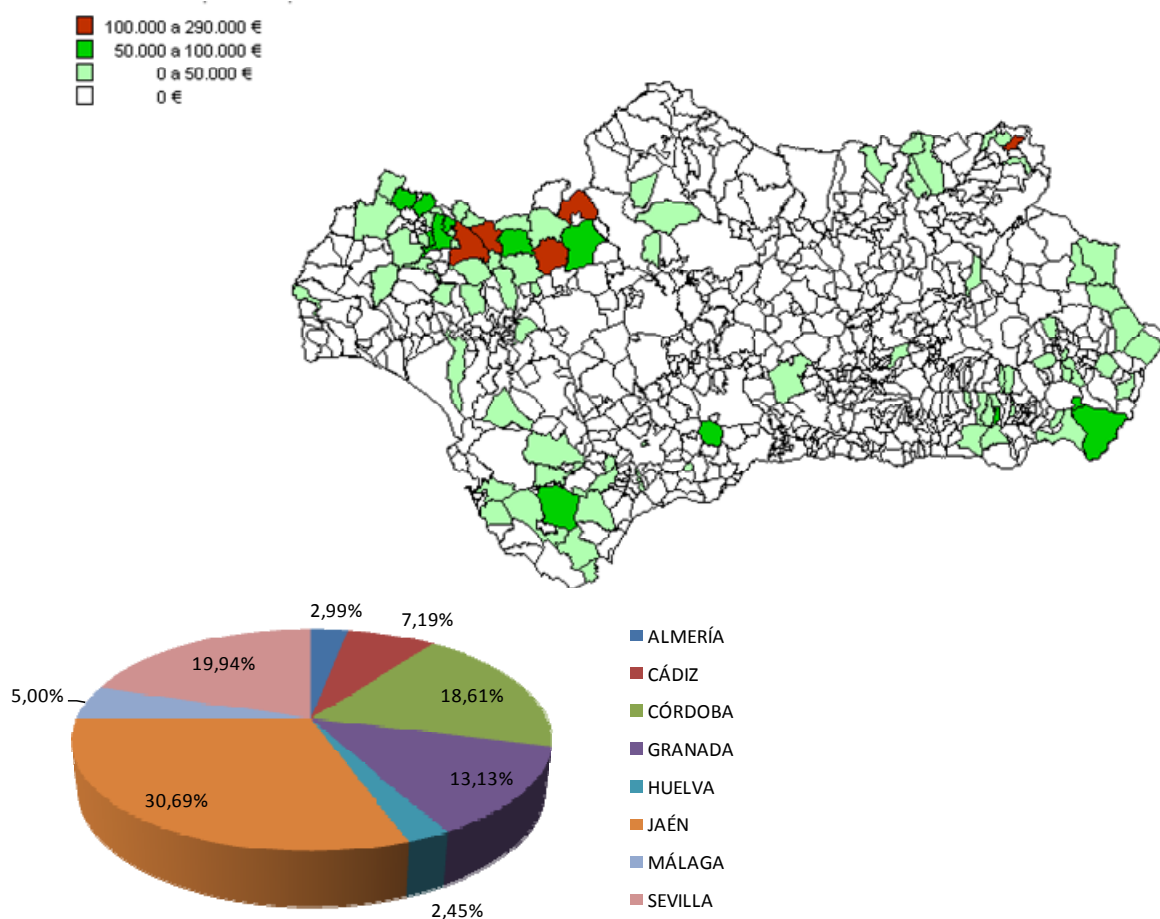 100.000 a 290.000 €
50.000 a 100.000 €
0 a 50.000 €
0 €
2,99%
7,19%
19,94%
18,61%
5,00%
13,13%
30,69%
2,45%
ALMERÍA
CÁDIZ
CÓRDOBA
GRANADA
HUELVA
JAÉN
MÁLAGA
SEVILLA